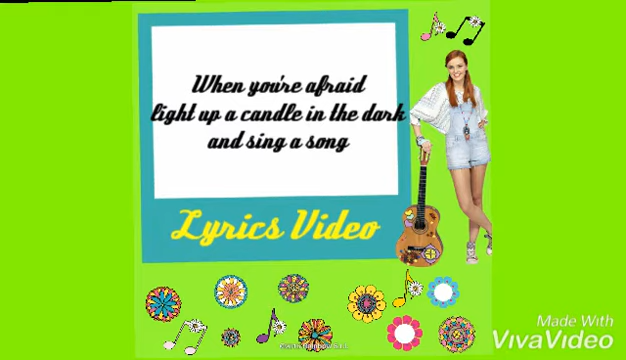 When you're afraid
light up a candle in the dark
and sing a song
Lyrics Video
Made With
VivaVideo